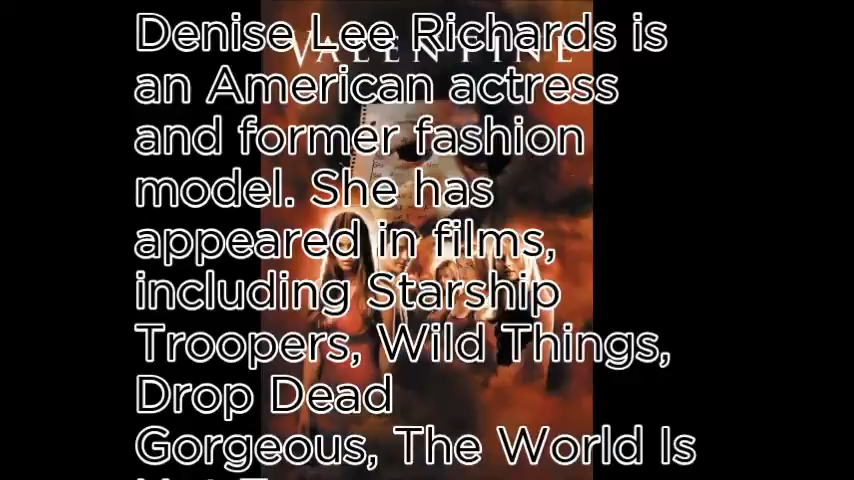 Denise Lee Richards is
VALENTINE
an American actress
and former fashion
model. She has
appeared in films,
including Starship
Troopers, Wild Things,
Drop Dead
Gorgeous, The World Is